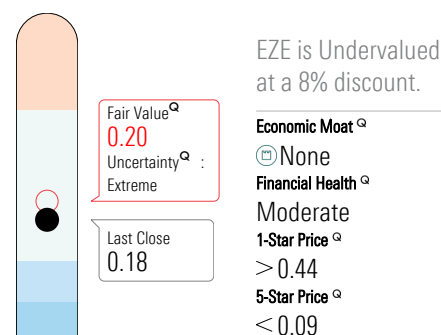 EZE is Undervalued
at a 8% discount.
Fair Value Q
0.20
Uncertainty Q :
Extreme
Last Close
0.18
Economic Moat Q
None
Financial Health Q
Moderate
1-Star Price Q
>0.44
5-Star Price Q
<0.09